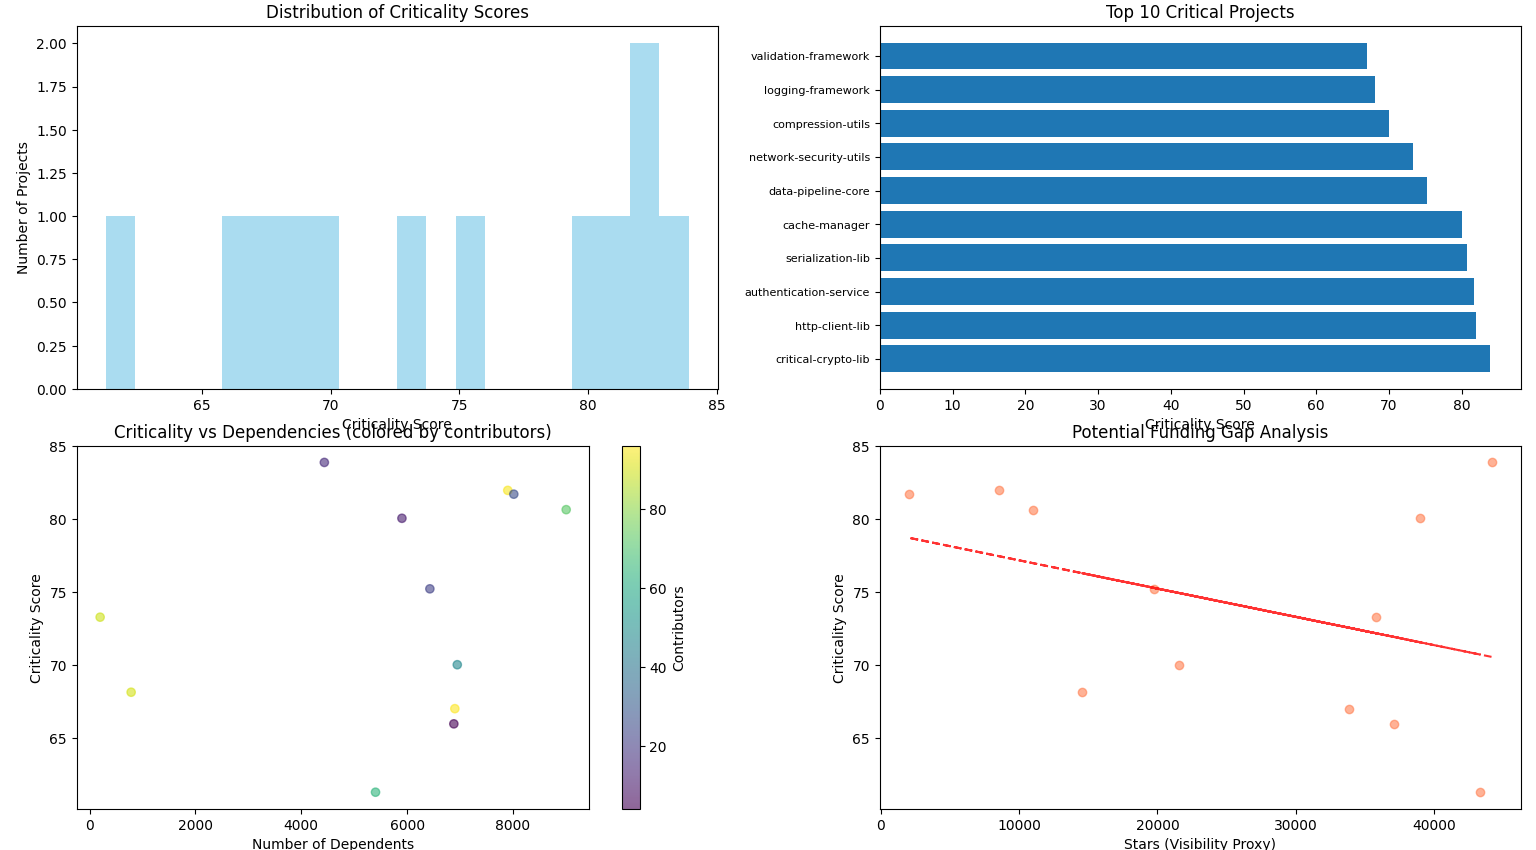 Distribution of Criticality Scores
Number of Projects
2.00
1.75
1.50
1.25
1.00
0.75
0.50
0.25
0.00
65
70
75
80
85
Criticality Score
Top 10 Critical Projects
validation-framework
logging-framework
compression-utils
network-security-utils
data-pipeline-core
cache-manager
serialization-lib
authentication-service
http-client-lib
critical-crypto-lib
0
10
20
30
40
50
60
70
80
Criticality Score
Criticality vs Dependencies (colored by contributors)
Criticality Score
85
80
75
70
65
0
2000
4000
6000
8000
Number of Dependents
80
60
40
20
Contributors
Potential Funding Gap Analysis
Criticality Score
85
80
75
70
65
0
10000
20000
30000
40000
Stars (Visibility Proxy)